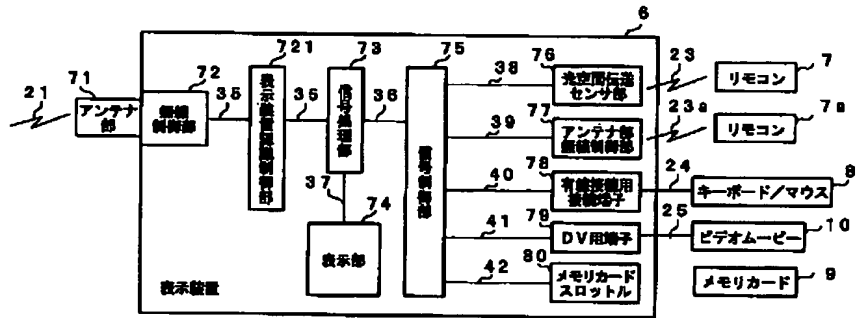 6
71
72
721
73
75
76
23
7
21
アンテナ部
無線制御部
35
表示装置認識制御部
35
信号処理部
36
信号制御部
38
光空間伝送センサ部
リモコン
39
77
23a
7a
アンテナ部無線制御部
リモコン
37
74
表示部
40
78
24
8
有線接続用接続端子
キーボード/マウス
41
79
25
10
DV用端子
ビデオムービー
42
80
9
メモリカードスロットル
メモリカード
表示装置